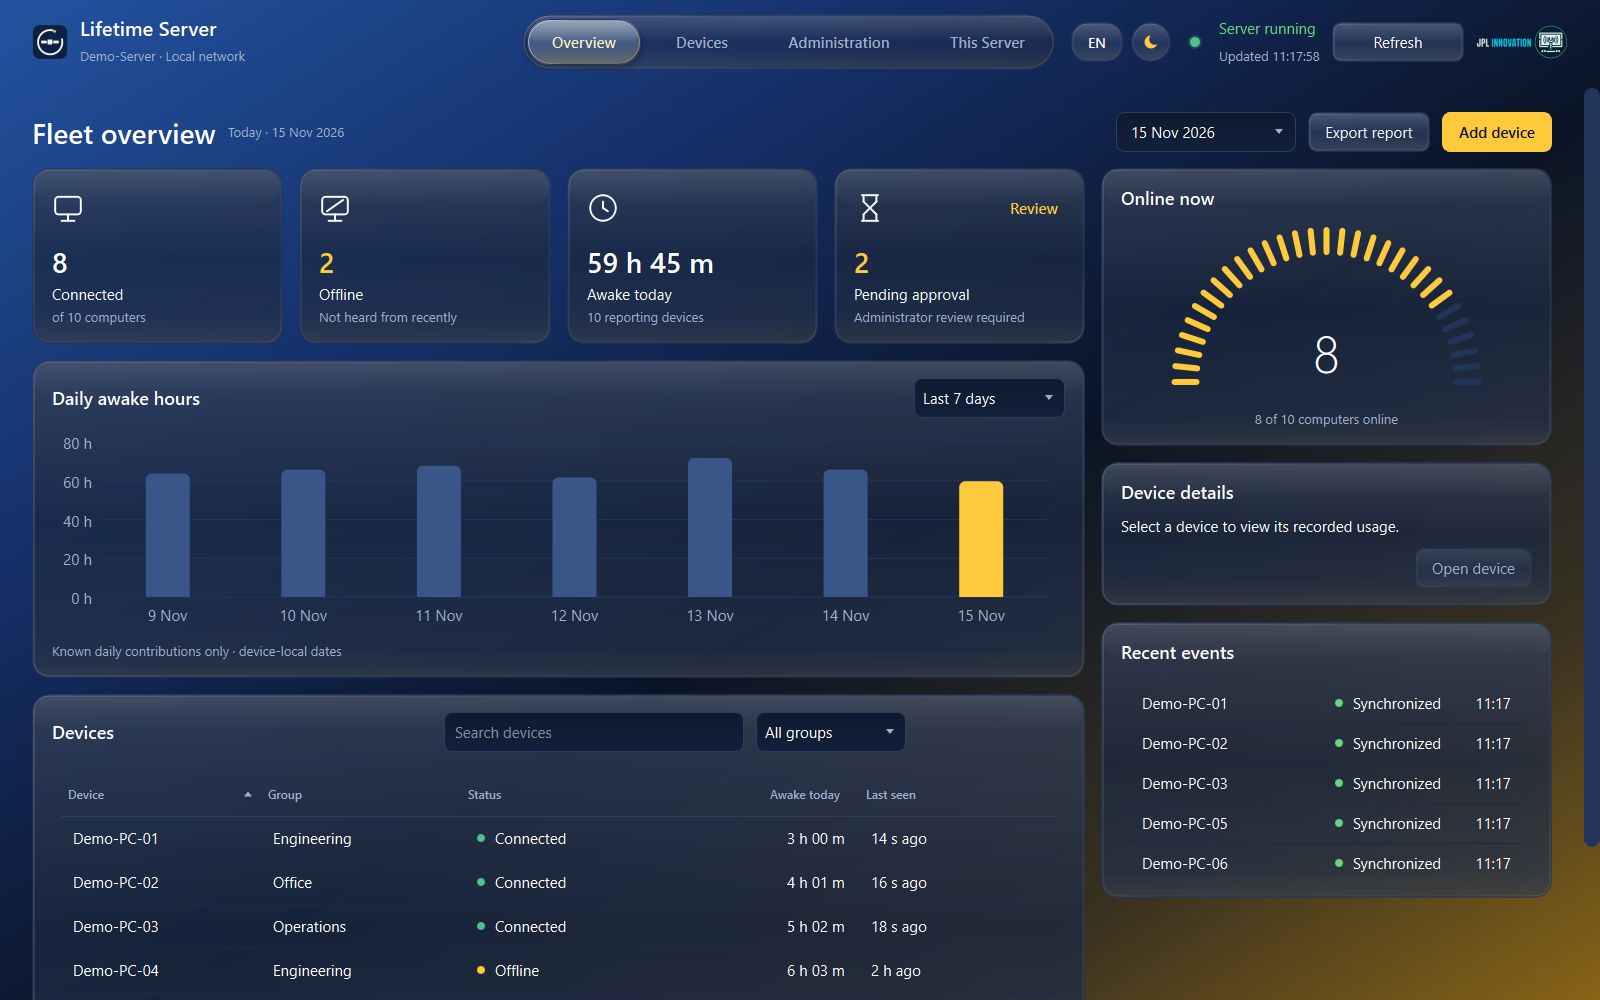 Lifetime Server
Demo-Server · Local network
Overview
Devices
Administration
This Server
EN
Server running
Updated 11:17:58
Refresh
JPL INNOVATION
Fleet overview
Today · 15 Nov 2026
15 Nov 2026
Export report
Add device
8
Connected
of 10 computers
2
Offline
Not heard from recently
59 h 45 m
Awake today
10 reporting devices
Review
2
Pending approval
Administrator review required
Online now
8
8 of 10 computers online
Daily awake hours
Last 7 days
80 h
60 h
40 h
20 h
0 h
9 Nov
10 Nov
11 Nov
12 Nov
13 Nov
14 Nov
15 Nov
Known daily contributions only · device-local dates
Device details
Select a device to view its recorded usage.
Open device
Recent events
Demo-PC-01 Synchronized 11:17
Demo-PC-02 Synchronized 11:17
Demo-PC-03 Synchronized 11:17
Demo-PC-05 Synchronized 11:17
Demo-PC-06 Synchronized 11:17
Devices
Search devices
All groups
Device Group Status Awake today Last seen
Demo-PC-01 Engineering Connected 3 h 00 m 14 s ago
Demo-PC-02 Office Connected 4 h 01 m 16 s ago
Demo-PC-03 Operations Connected 5 h 02 m 18 s ago
Demo-PC-04 Engineering Offline 6 h 03 m 2 h ago